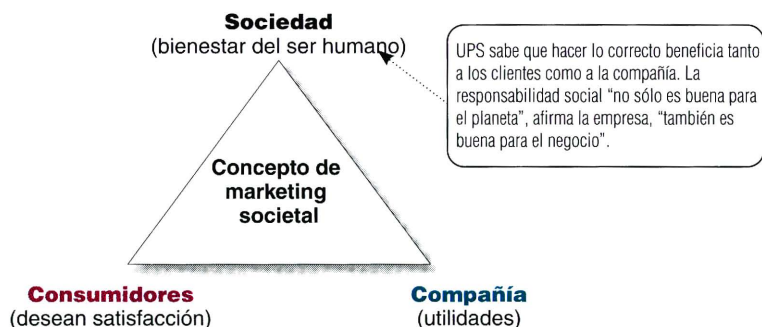 Sociedad
(bienestar del ser humano)
UPS sabe que hacer lo correcto beneficia tanto
a los clientes como a la compañía. La
responsabilidad social “no sólo es buena para
el planeta”, afirma la empresa, “también es
buena para el negocio”.
Concepto de
marketing
societal
Consumidores
(desean satisfacción)
Compañía
(utilidades)